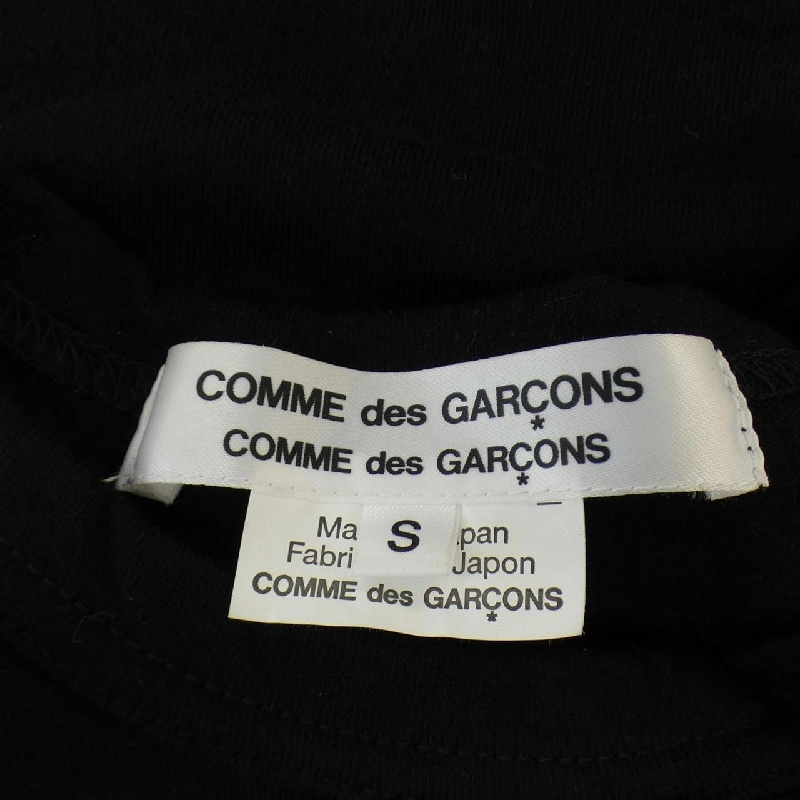 COMME des GARÇONS
COMME des GARÇONS
S
Ma pan
Fabri Japon
COMME des GARÇONS